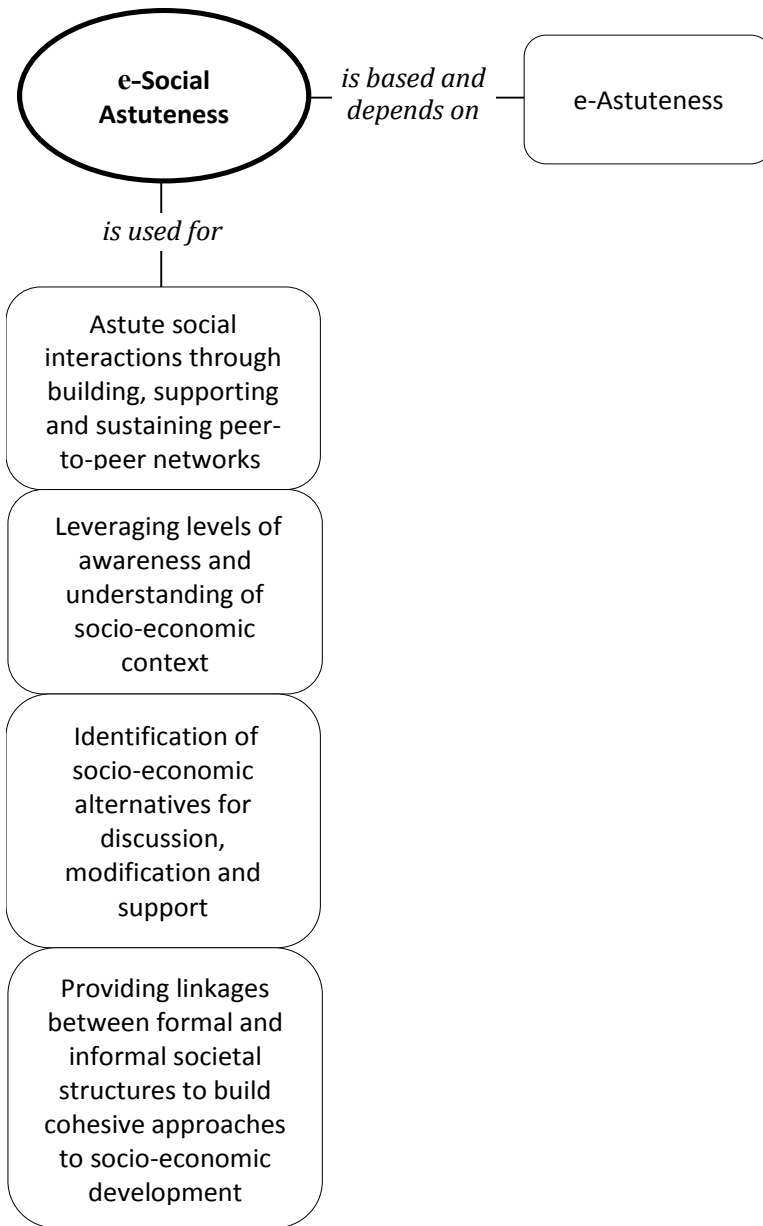 e-Social
Astuteness
is based and
depends on
e-Astuteness
is used for
Astute social
interactions through
building, supporting
and sustaining peer-
to-peer networks
Leveraging levels of
awareness and
understanding of
socio-economic
context
Identification of
socio-economic
alternatives for
discussion,
modification and
support
Providing linkages
between formal and
informal societal
structures to build
cohesive approaches
to socio-economic
development